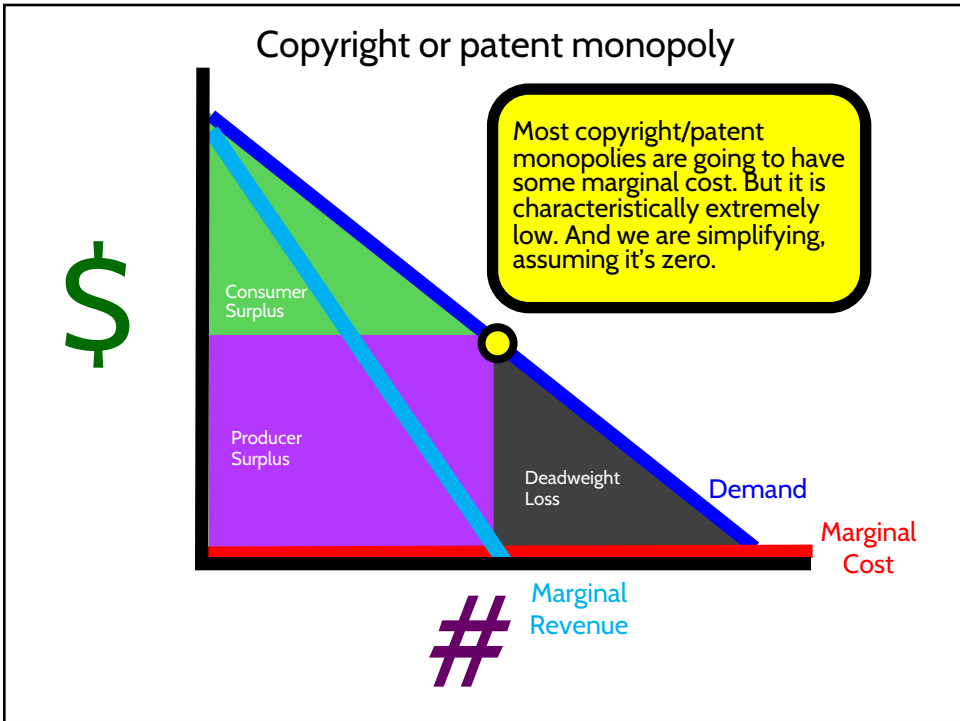 Copyright or patent monopoly
Most copyright/patent
monopolies are going to have
some marginal cost. But it is
characteristically extremely
low. And we are simplifying,
assuming it's zero.
$
Consumer
Surplus
Producer
Surplus
Deadweight
Loss
Demand
Marginal
Cost
Marginal
Revenue
#